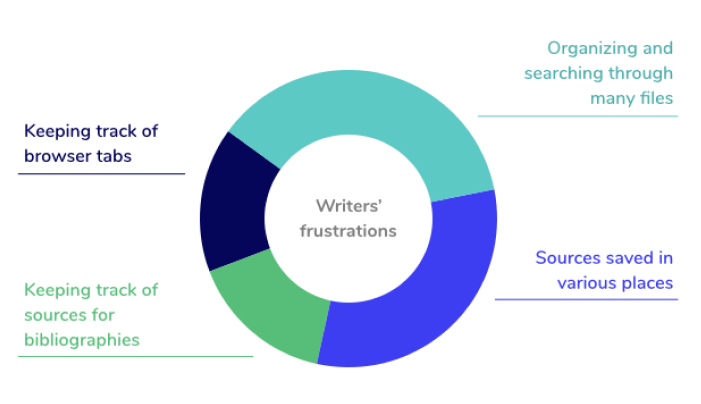 Organizing and
searching through
many files
Keeping track of
browser tabs
Writers’
frustrations
Sources saved in
various places
Keeping track of
sources for
bibliographies